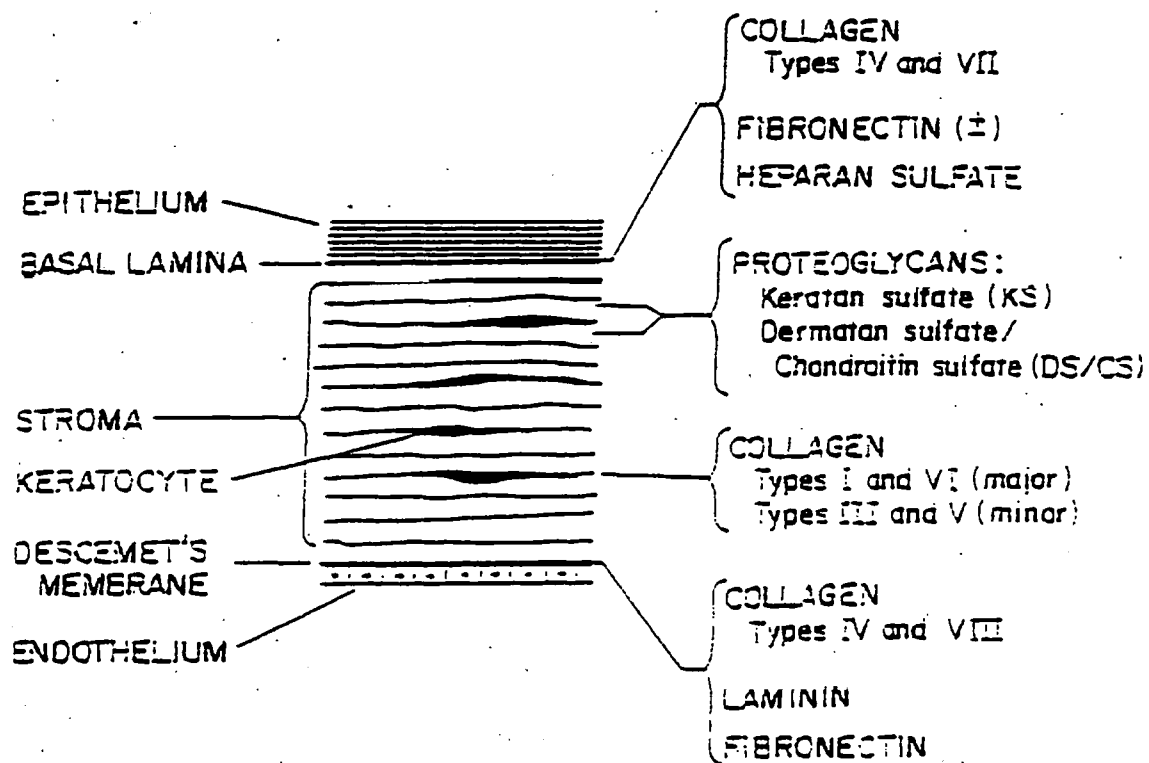 EPITHELIUM
BASAL LAMINA
STROMA
KERATOCYTE
DESCEMET'S
MEMBRANE
ENDOTHELIUM
COLLAGEN
Types IV and VII
FIBRONECTIN (±)
HEPARAN SULFATE
PROTEOGLYCANS:
Keratan sulfate (KS)
Dermatan sulfate/
Chondroitin sulfate (DS/CS)
COLLAGEN
Types I and VI (major)
Types III and V (minor)
COLLAGEN
Types IV and VIII
LAMININ
FIBRONECTIN